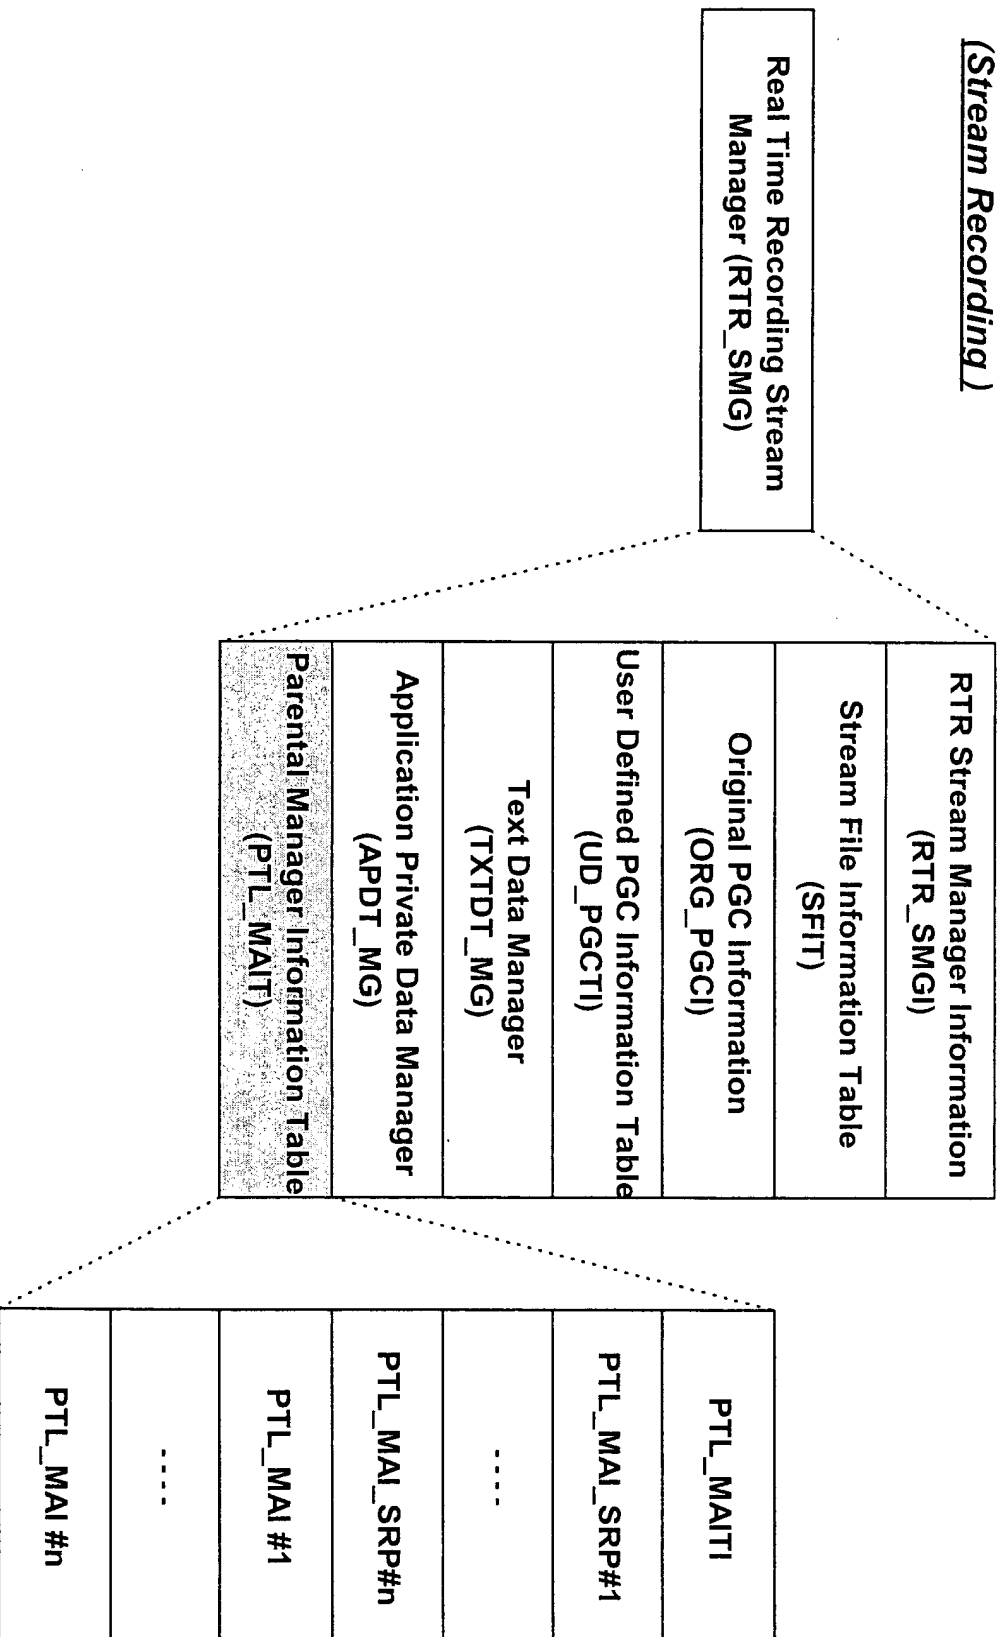 (Stream Recording )
Real Time Recording Stream
Manager (RTR_SMG)
RTR Stream Manager Information
(RTR_SMGI)
Stream File Information Table
(SFIT)
Original PGC Information
(ORG_PGCI)
User Defined PGC Information Table
(UD_PGCTI)
Text Data Manager
(TXTDT_MG)
Application Private Data Manager
(APDT_MG)
Parental Manager Information Table
(PTL_MAIT)
PTL_MAITI
PTL_MAI_SRP#1
----
PTL_MAI_SRP#n
PTL_MAI #1
----
PTL_MAI #n